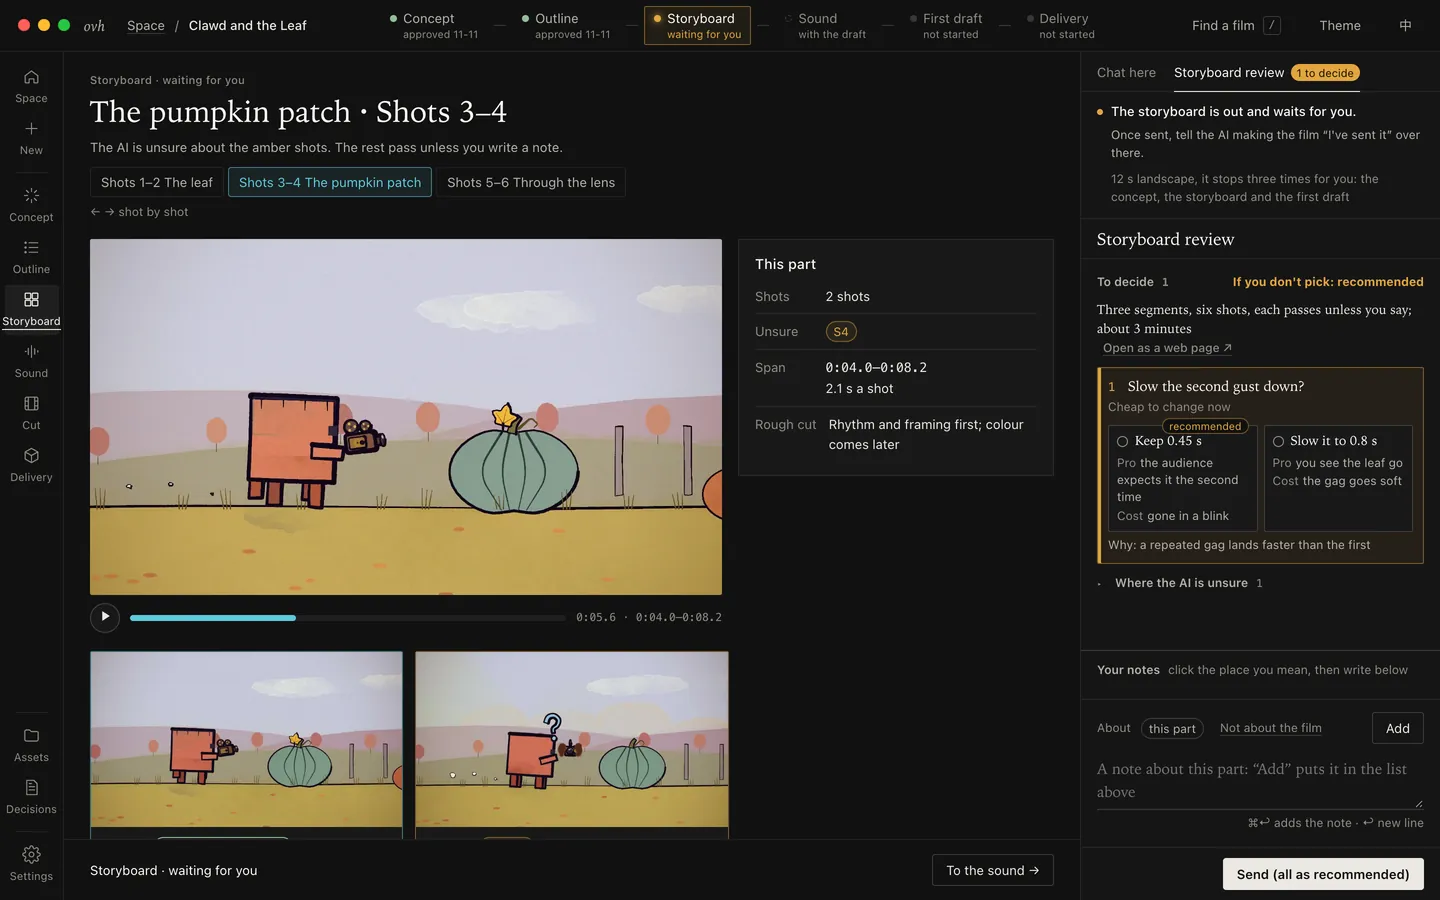 ovh
Space / Clawd and the Leaf
Concept
approved 11-11
Outline
approved 11-11
Storyboard
waiting for you
Sound
with the draft
First draft
not started
Delivery
not started
Find a film /
Theme
中
Space
New
Concept
Outline
Storyboard
Sound
Cut
Delivery
Assets
Decisions
Settings
Storyboard · waiting for you
The pumpkin patch · Shots 3–4
The AI is unsure about the amber shots. The rest pass unless you write a note.
Shots 1–2 The leaf
Shots 3–4 The pumpkin patch
Shots 5–6 Through the lens
← → shot by shot
This part
Shots 2 shots
Unsure S4
Span 0:04.0–0:08.2
2.1 s a shot
Rough cut Rhythm and framing first; colour
comes later
0:05.6 · 0:04.0–0:08.2
?
Storyboard · waiting for you
To the sound →
Chat here
Storyboard review 1 to decide
The storyboard is out and waits for you.
Once sent, tell the AI making the film “I've sent it” over
there.
12 s landscape, it stops three times for you: the
concept, the storyboard and the first draft
Storyboard review
To decide 1
If you don't pick: recommended
Three segments, six shots, each passes unless you say;
about 3 minutes
Open as a web page ↗
1 Slow the second gust down?
Cheap to change now
recommended
Keep 0.45 s
Pro the audience
expects it the second
time
Cost gone in a blink
Slow it to 0.8 s
Pro you see the leaf go
Cost the gag goes soft
Why: a repeated gag lands faster than the first
Where the AI is unsure 1
Your notes click the place you mean, then write below
About this part Not about the film
Add
A note about this part: “Add” puts it in the list
above
⌘↩ adds the note · ↩ new line
Send (all as recommended)